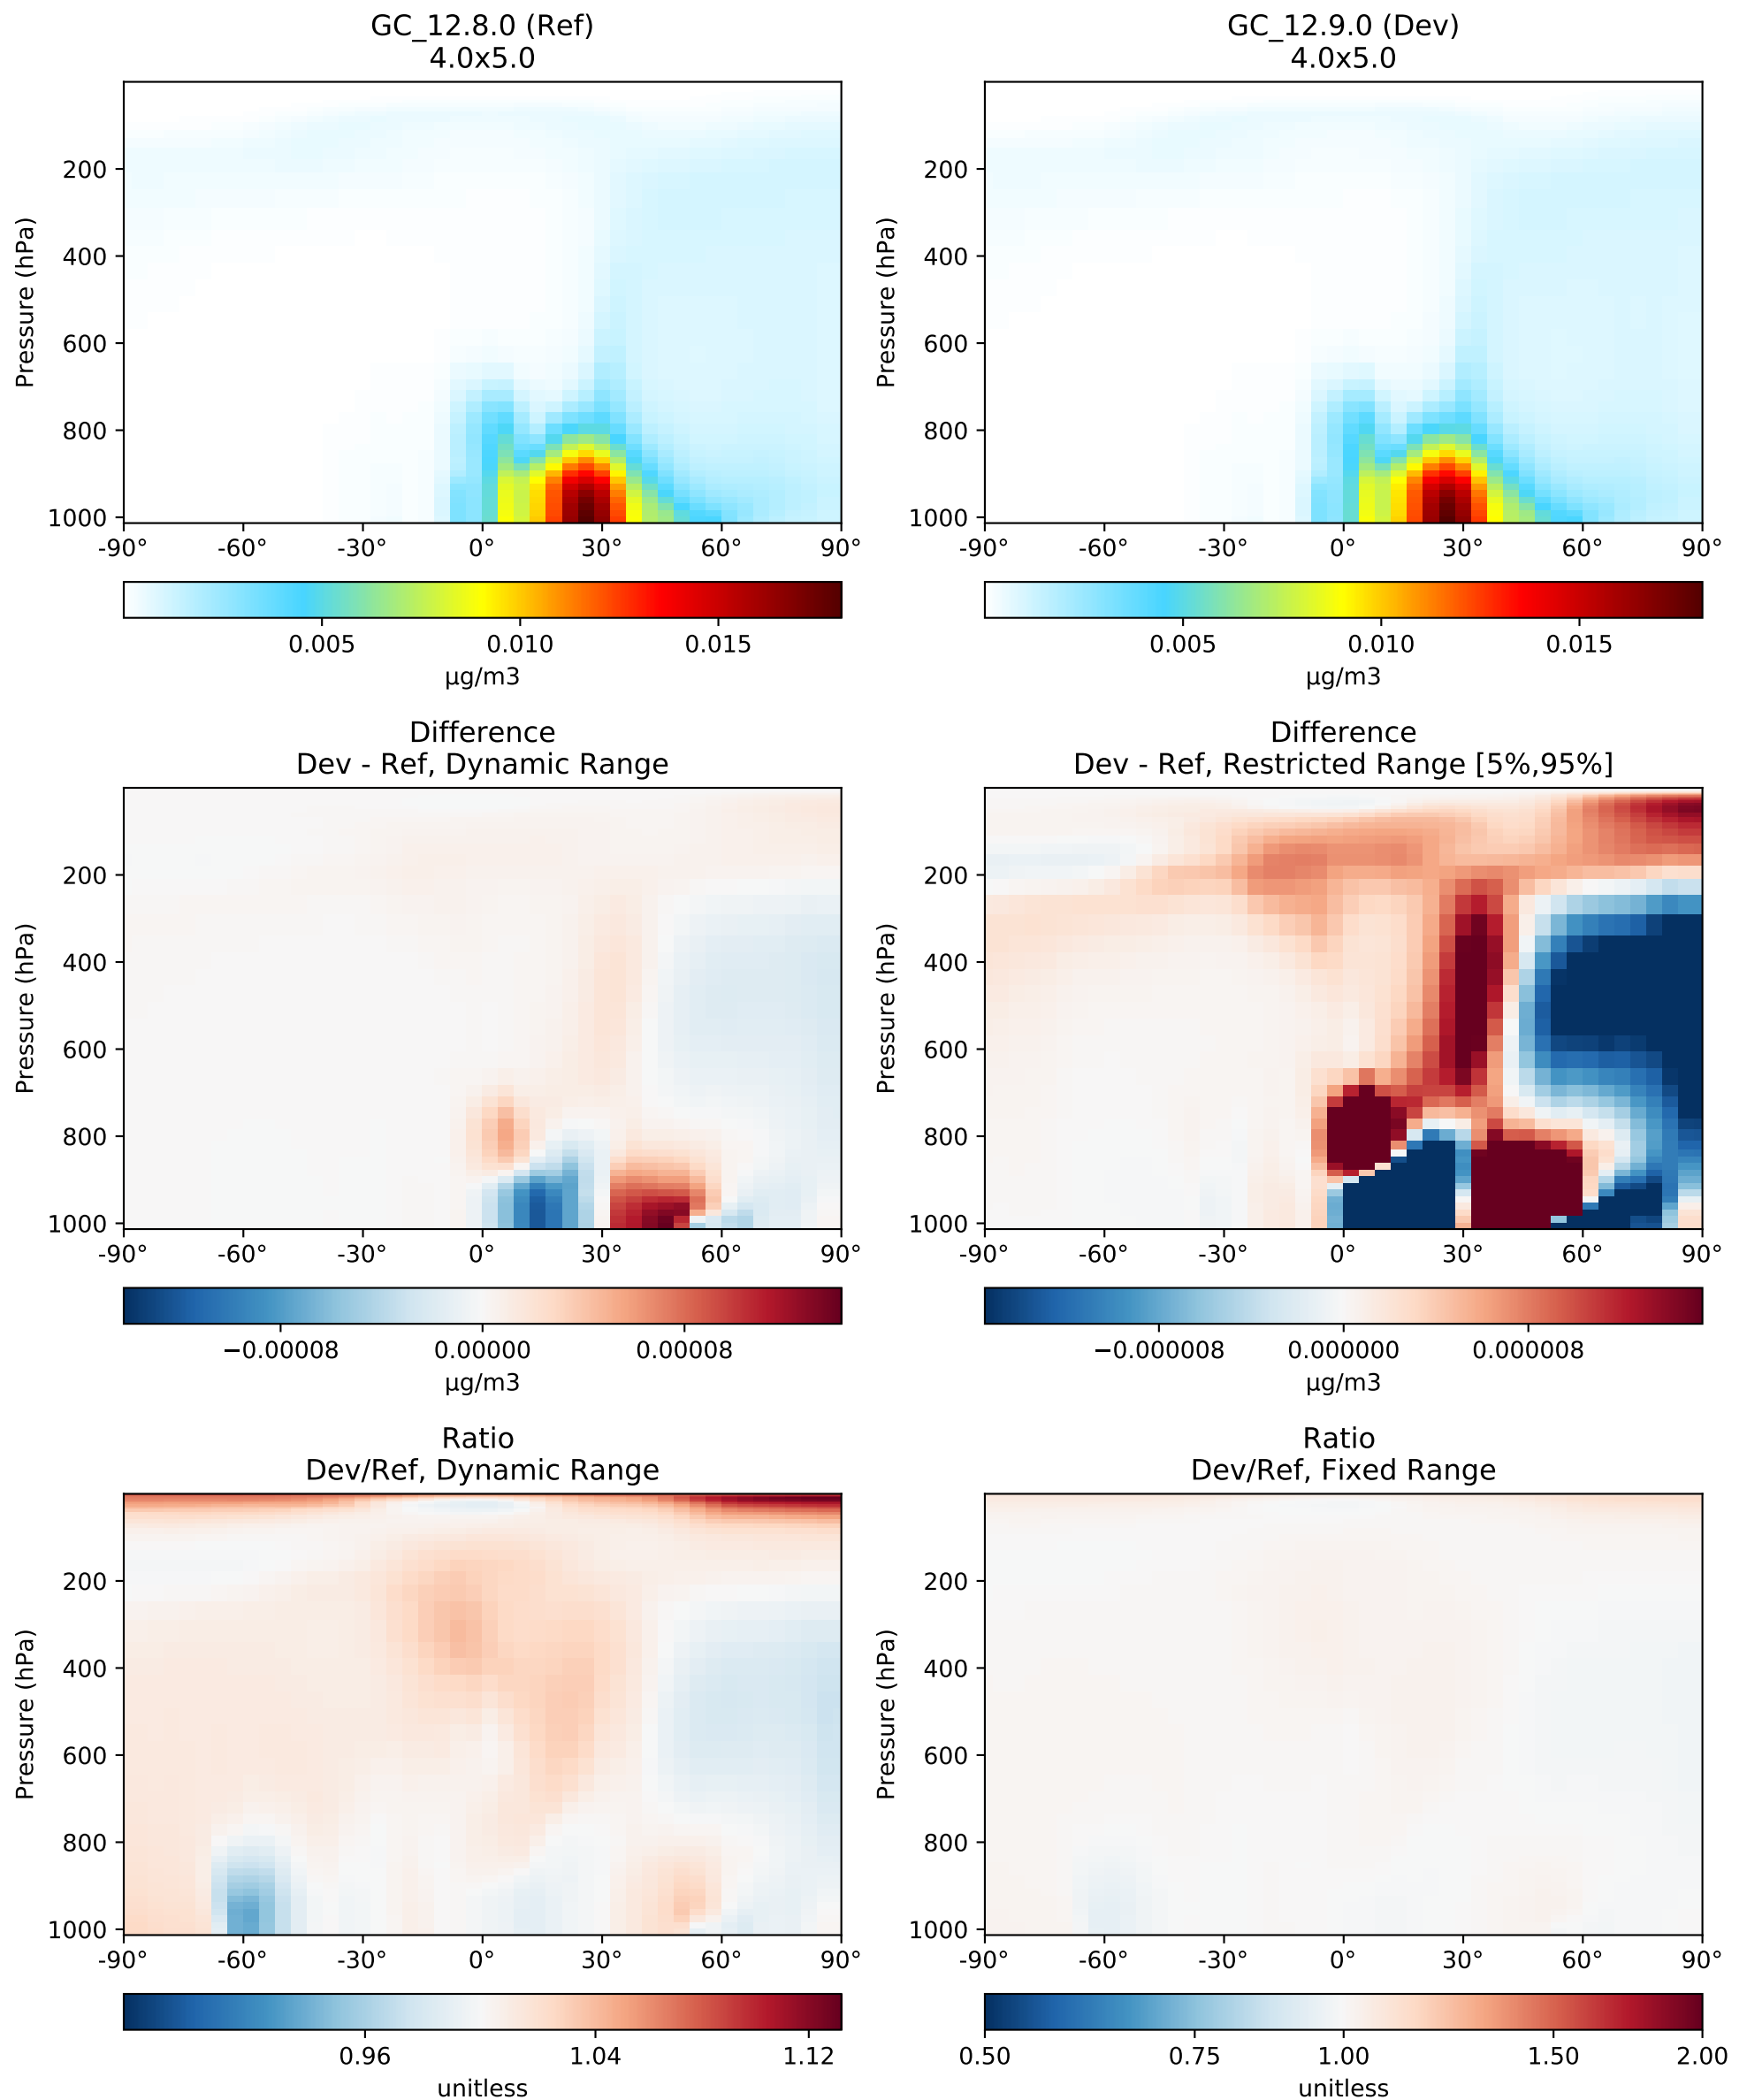 GC_12.8.0 (Ref)
4.0x5.0
Pressure (hPa)
200
400
600
800
1000
-90° -60° -30° 0° 30° 60° 90°
0.005 0.010 0.015
µg/m3
GC_12.9.0 (Dev)
4.0x5.0
Pressure (hPa)
200
400
600
800
1000
-90° -60° -30° 0° 30° 60° 90°
0.005 0.010 0.015
µg/m3
Difference
Dev - Ref, Dynamic Range
Pressure (hPa)
200
400
600
800
1000
-90° -60° -30° 0° 30° 60° 90°
−0.00008 0.00000 0.00008
µg/m3
Difference
Dev - Ref, Restricted Range [5%,95%]
Pressure (hPa)
200
400
600
800
1000
-90° -60° -30° 0° 30° 60° 90°
−0.000008 0.000000 0.000008
µg/m3
Ratio
Dev/Ref, Dynamic Range
Pressure (hPa)
200
400
600
800
1000
-90° -60° -30° 0° 30° 60° 90°
0.96 1.04 1.12
unitless
Ratio
Dev/Ref, Fixed Range
Pressure (hPa)
200
400
600
800
1000
-90° -60° -30° 0° 30° 60° 90°
0.50 0.75 1.00 1.50 2.00
unitless